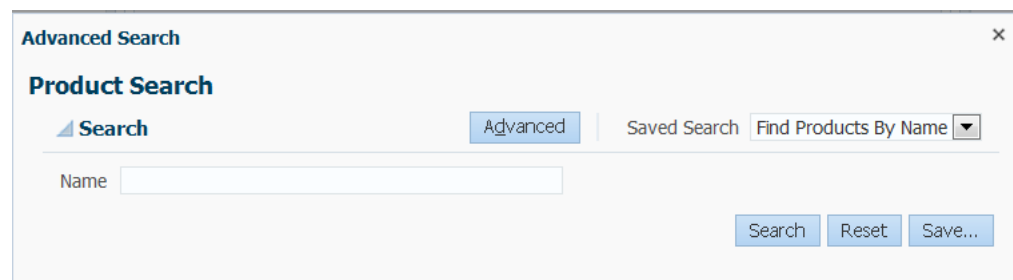 Advanced Search
Product Search
Search Advanced Saved Search Find Products By Name
Name
Search Reset Save...